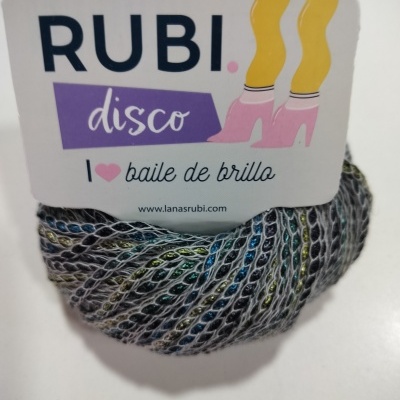 RUBI.
disco
I ❤ baile de brillo
www.lanasrubi.com